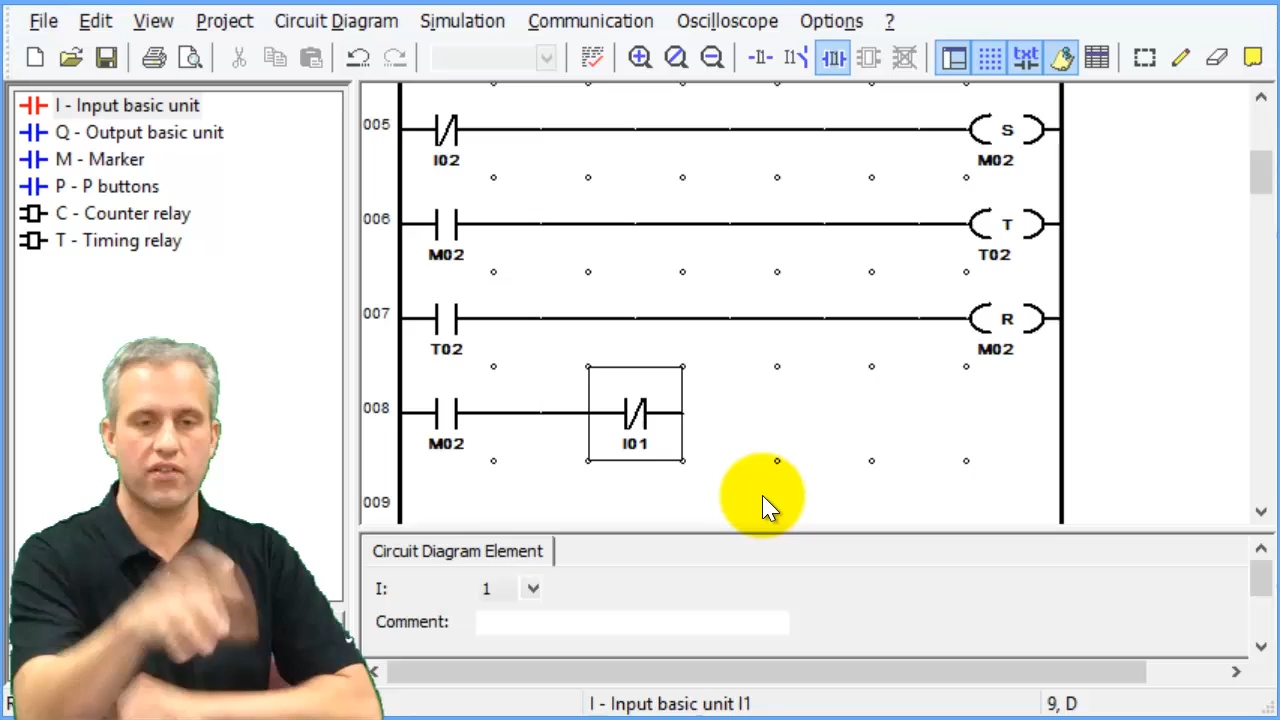 File Edit View Project Circuit Diagram Simulation Communication Oscilloscope Options ?
txt
I - Input basic unit
Q - Output basic unit
M - Marker
P - P buttons
C - Counter relay
T - Timing relay
005
I02
S
M02
006
M02
T
T02
007
T02
R
M02
008
M02
I01
009
Circuit Diagram Element
I: 1
Comment:
I - Input basic unit I1
9, D